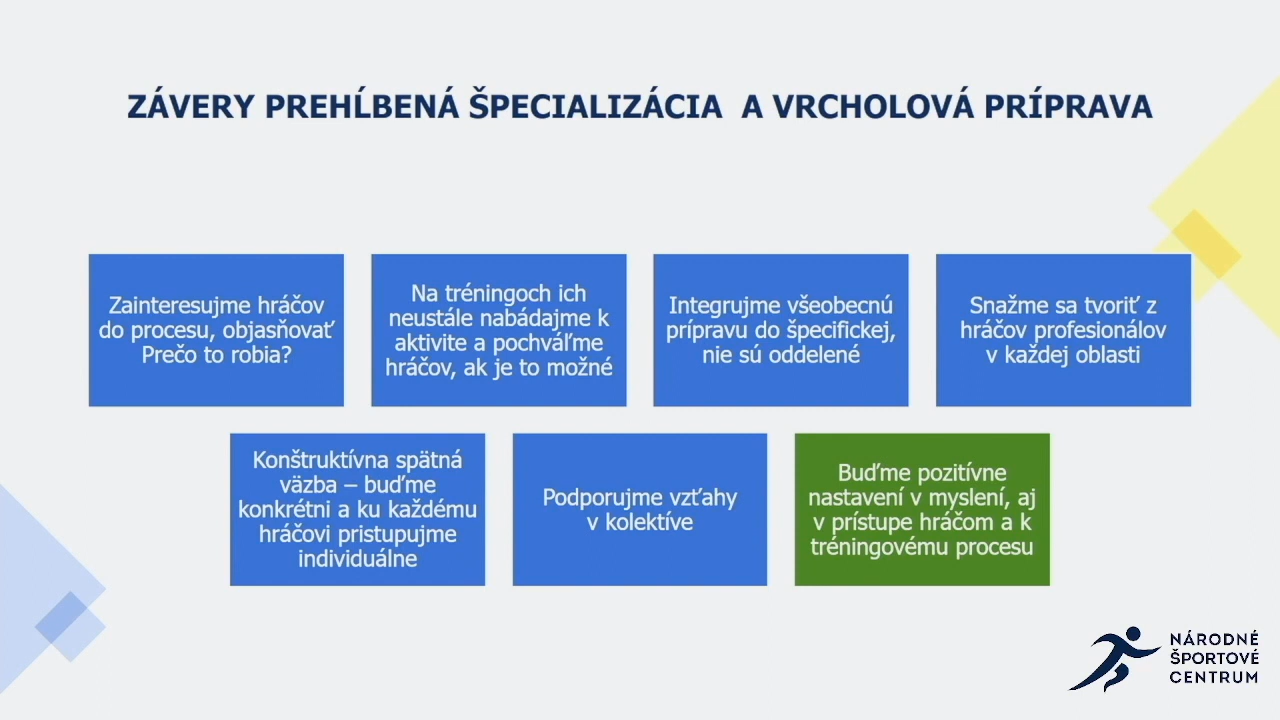 ZÁVERY PREHĹBENÁ ŠPECIALIZÁCIA A VRCHOLOVÁ PRÍPRAVA
Zainteresujme hráčov
do procesu, objasňovať
Prečo to robia?
Na tréningoch ich
neustále nabádajme k
aktivite a pochváľme
hráčov, ak je to možné
Integrujme všeobecnú
prípravu do špecifickej,
nie sú oddelené
Snažme sa tvoriť z
hráčov profesionálov
v každej oblasti
Konštruktívna spätná
väzba – buďme
konkrétni a ku každému
hráčovi pristupujme
individuálne
Podporujme vzťahy
v kolektíve
Buďme pozitívne
nastavení v myslení, aj
v prístupe hráčom a k
tréningovému procesu
NÁRODNÉ
ŠPORTOVÉ
CENTRUM